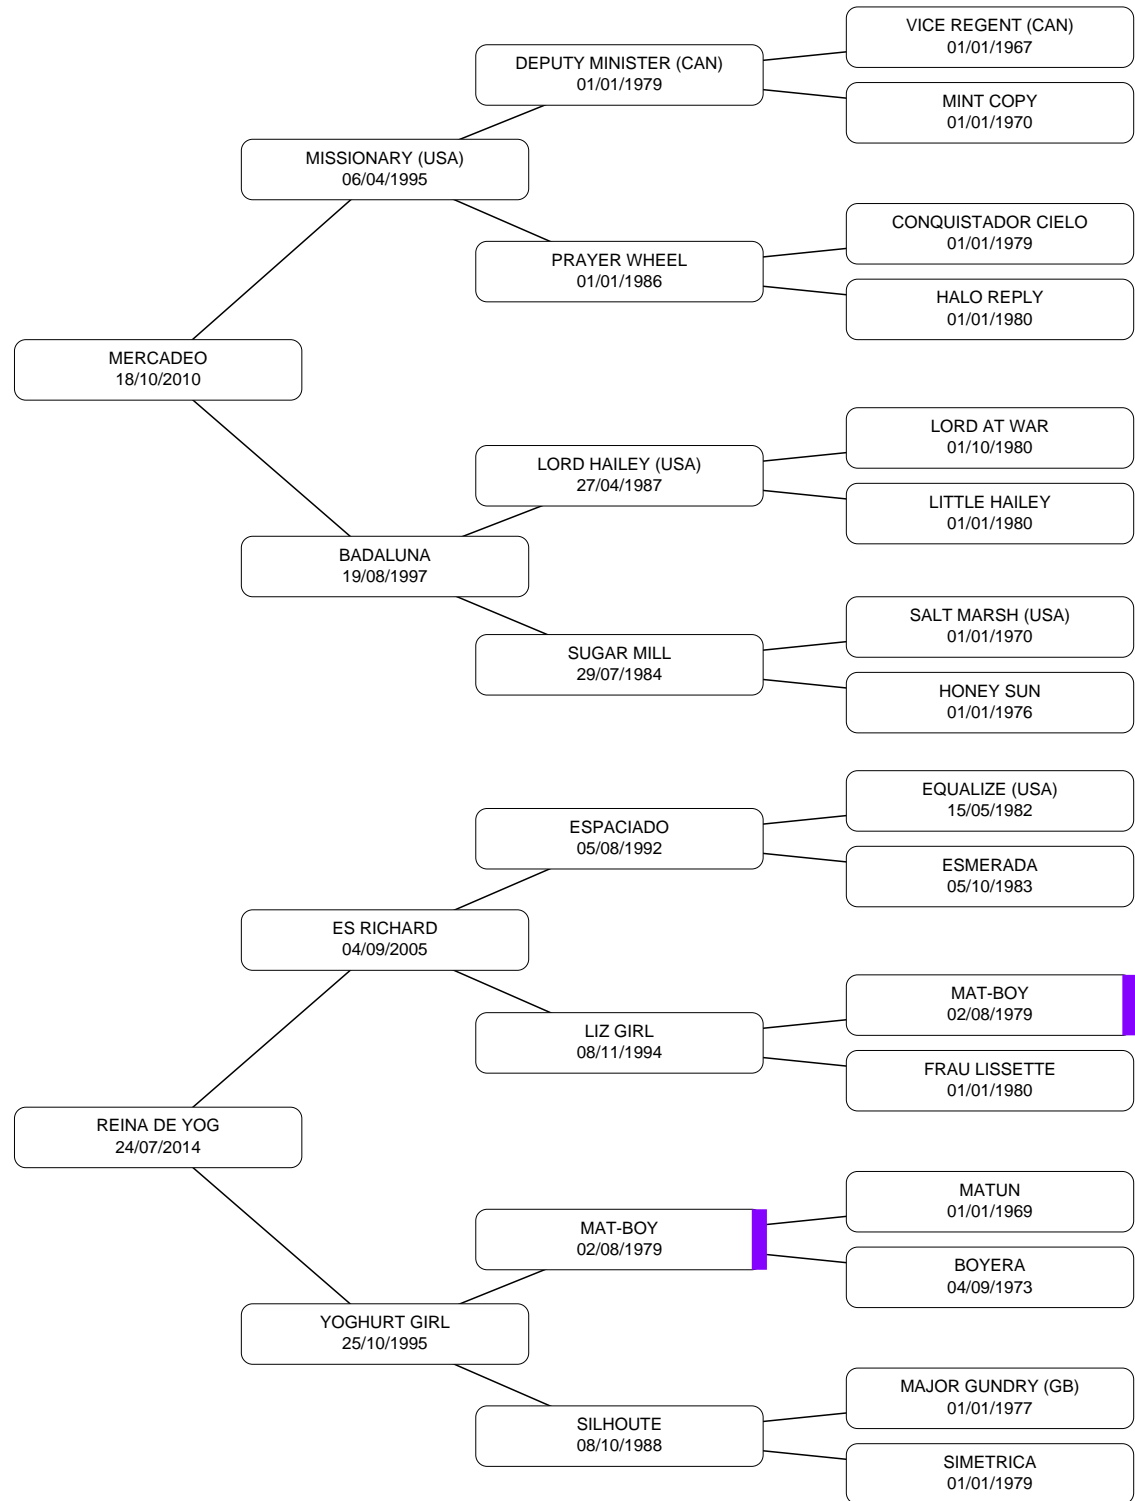 VICE REGENT (CAN)
01/01/1967
DEPUTY MINISTER (CAN)
01/01/1979
MINT COPY
01/01/1970
MISSIONARY (USA)
06/04/1995
CONQUISTADOR CIELO
01/01/1979
PRAYER WHEEL
01/01/1986
HALO REPLY
01/01/1980
MERCADEO
18/10/2010
LORD AT WAR
01/10/1980
LORD HAILEY (USA)
27/04/1987
LITTLE HAILEY
01/01/1980
BADALUNA
19/08/1997
SALT MARSH (USA)
01/01/1970
SUGAR MILL
29/07/1984
HONEY SUN
01/01/1976
EQUALIZE (USA)
15/05/1982
ESPACIADO
05/08/1992
ESMERADA
05/10/1983
ES RICHARD
04/09/2005
MAT-BOY
02/08/1979
LIZ GIRL
08/11/1994
FRAU LISSETTE
01/01/1980
REINA DE YOG
24/07/2014
MATUN
01/01/1969
MAT-BOY
02/08/1979
BOYERA
04/09/1973
YOGHURT GIRL
25/10/1995
MAJOR GUNDRY (GB)
01/01/1977
SILHOUTE
08/10/1988
SIMETRICA
01/01/1979